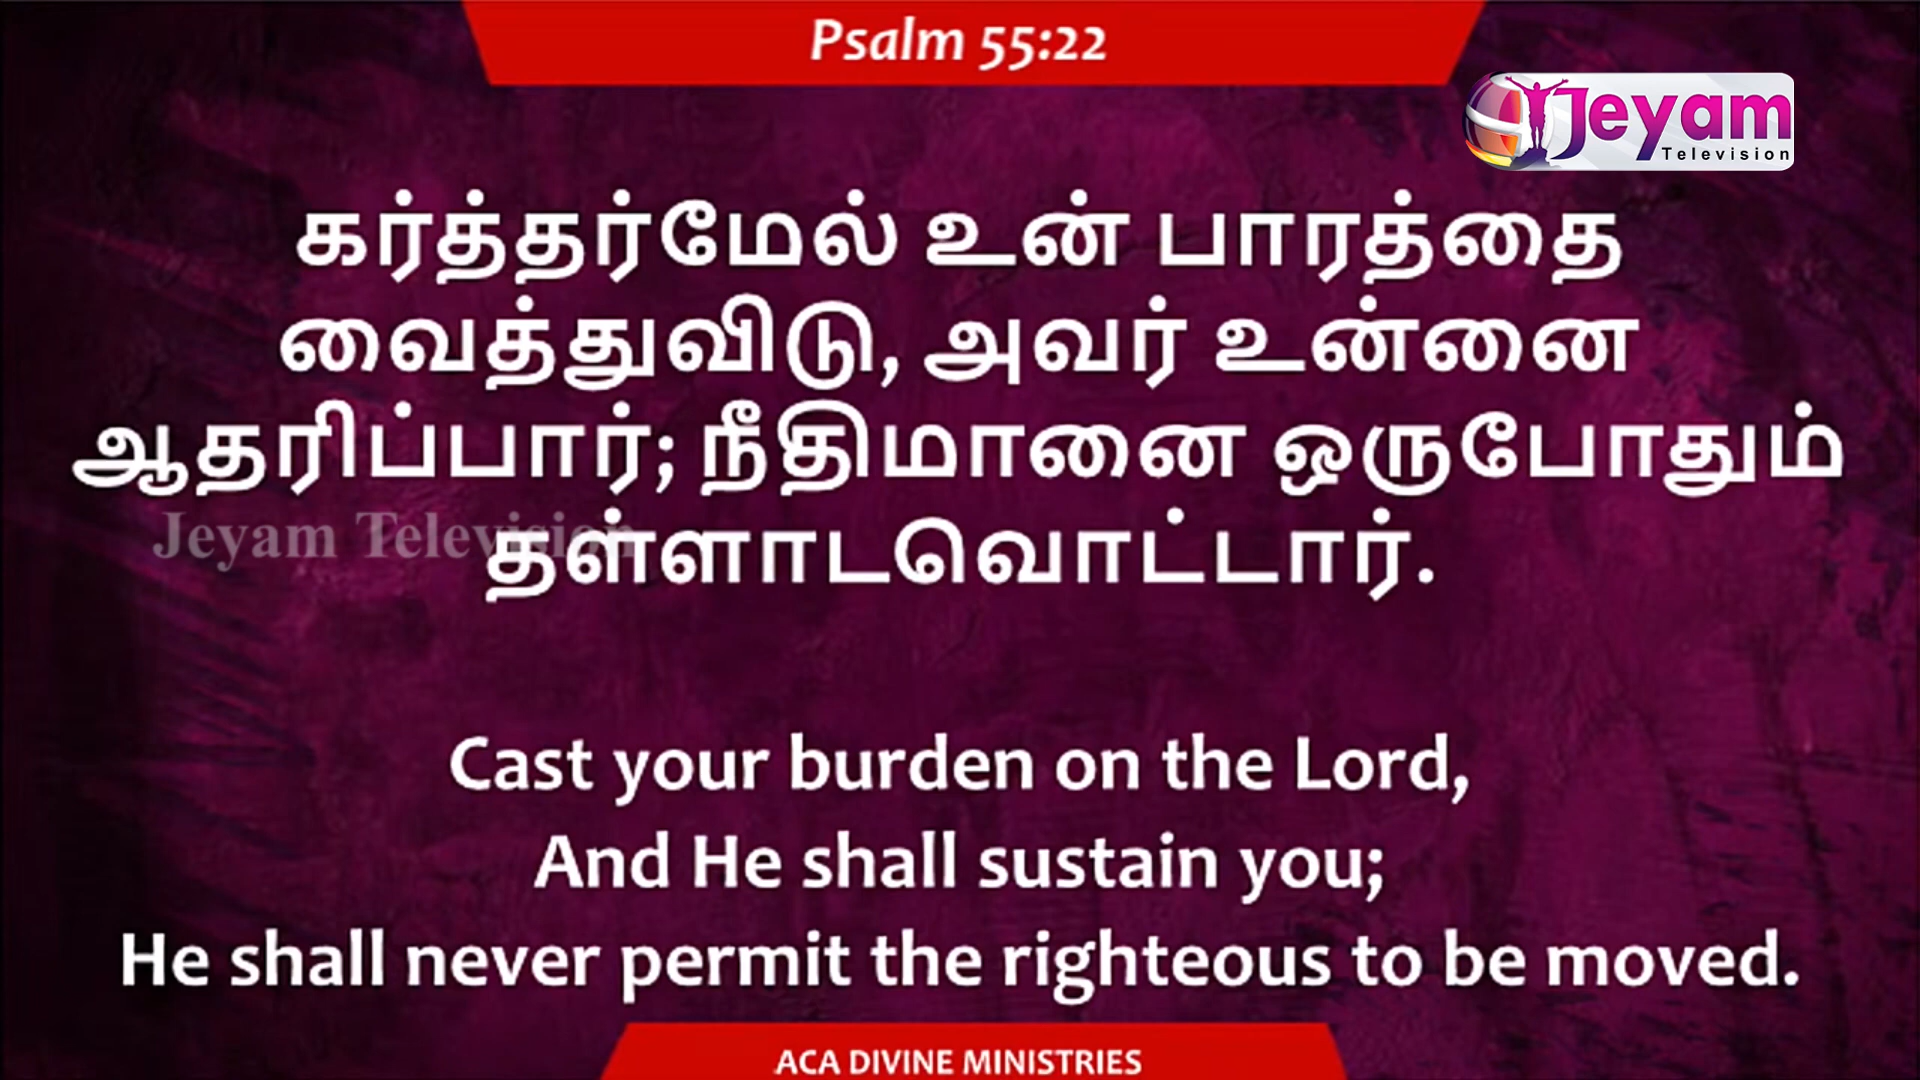 Psalm 55:22
Jeyam
Television
கர்த்தர்மேல் உன் பாரத்தை
வைத்துவிடு, அவர் உன்னை
ஆதரிப்பார்; நீதிமானை ஒருபோதும்
Jeyam Television
தள்ளாடவொட்டார்.
Cast your burden on the Lord,
And He shall sustain you;
He shall never permit the righteous to be moved.
ACA DIVINE MINISTRIES